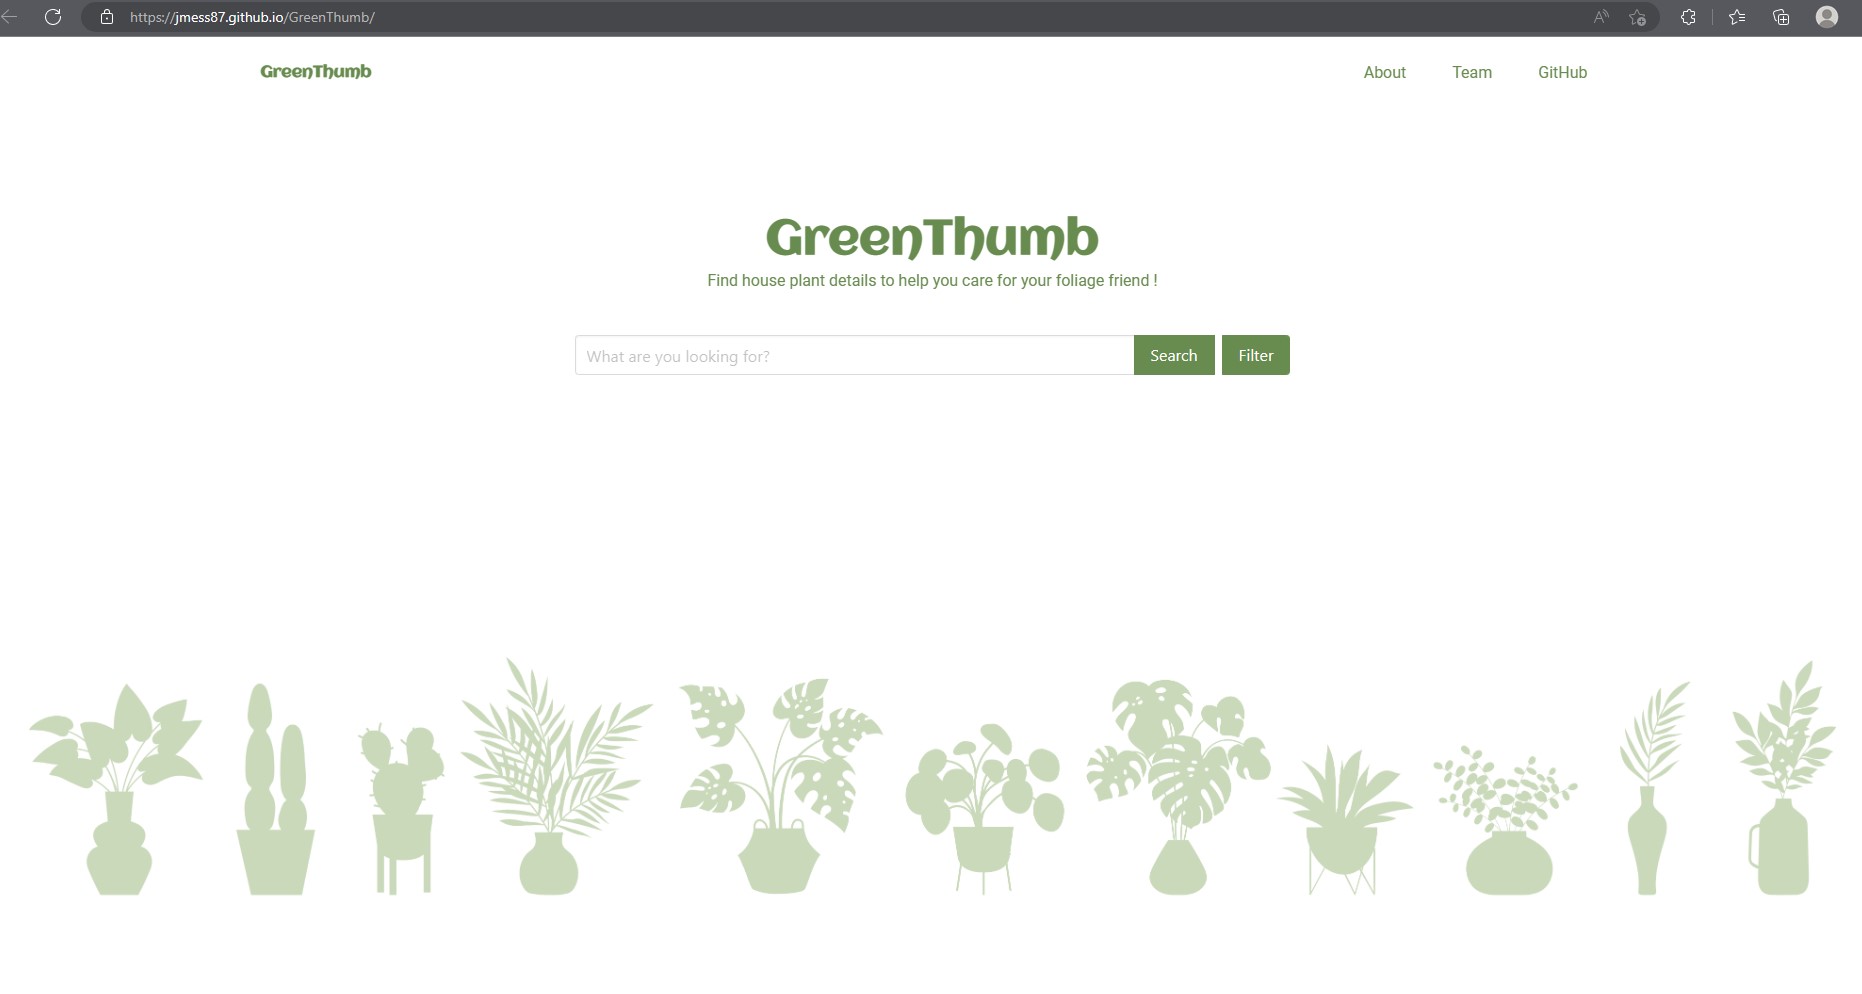 https://jmess87.github.io/GreenThumb/
GreenThumb
About
Team
GitHub
GreenThumb
Find house plant details to help you care for your foliage friend !
What are you looking for?
Search
Filter